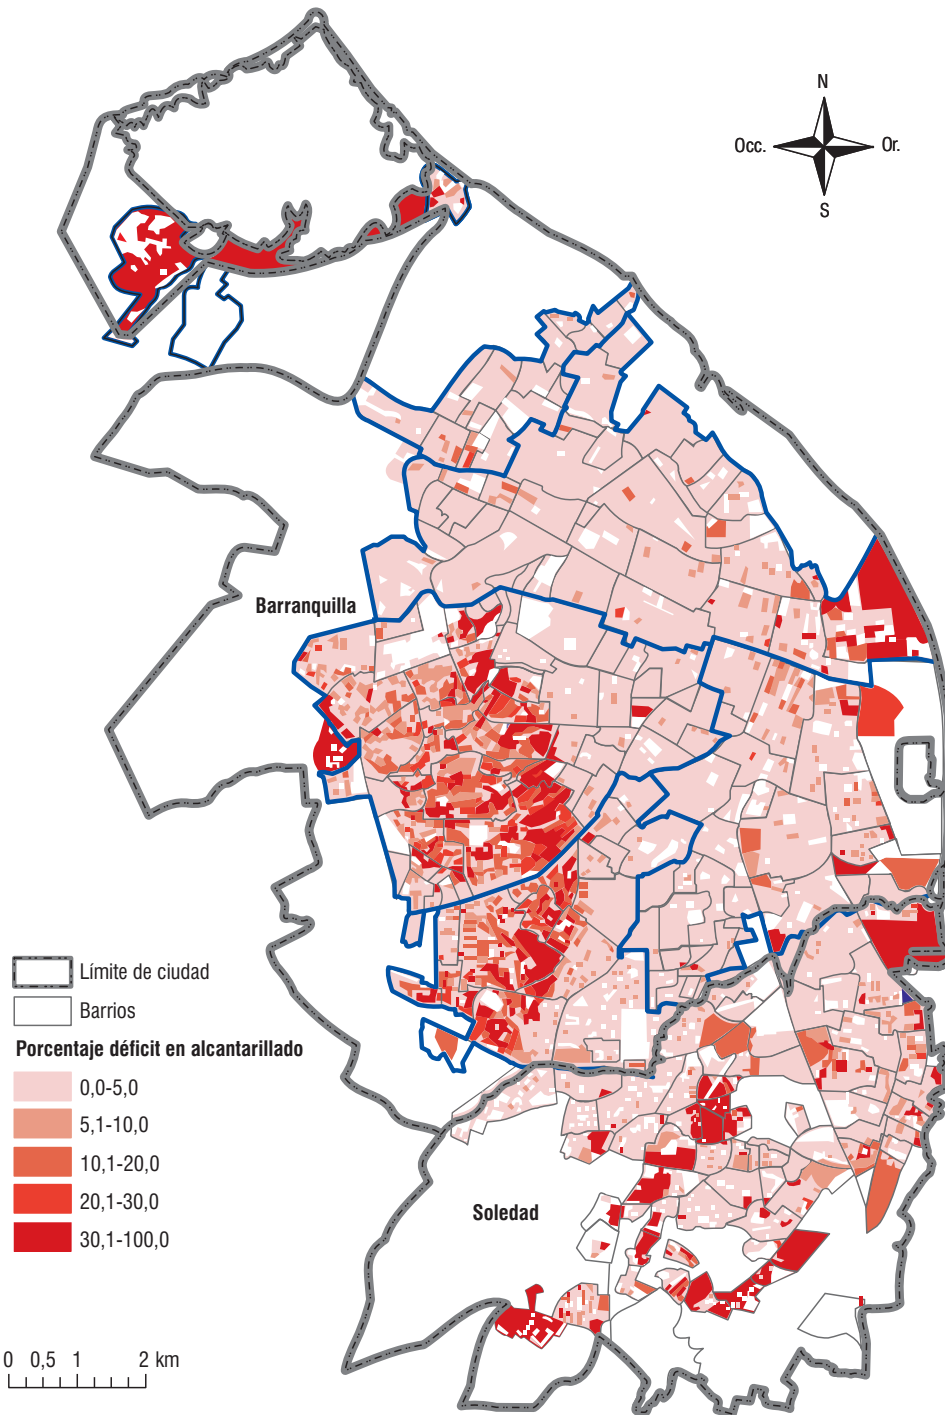 N
Occ.
Or.
S
Barranquilla
Límite de ciudad
Barrios
Porcentaje déficit en alcantarillado
0,0-5,0
5,1-10,0
10,1-20,0
20,1-30,0
30,1-100,0
Soledad
0 0,5 1 2 km